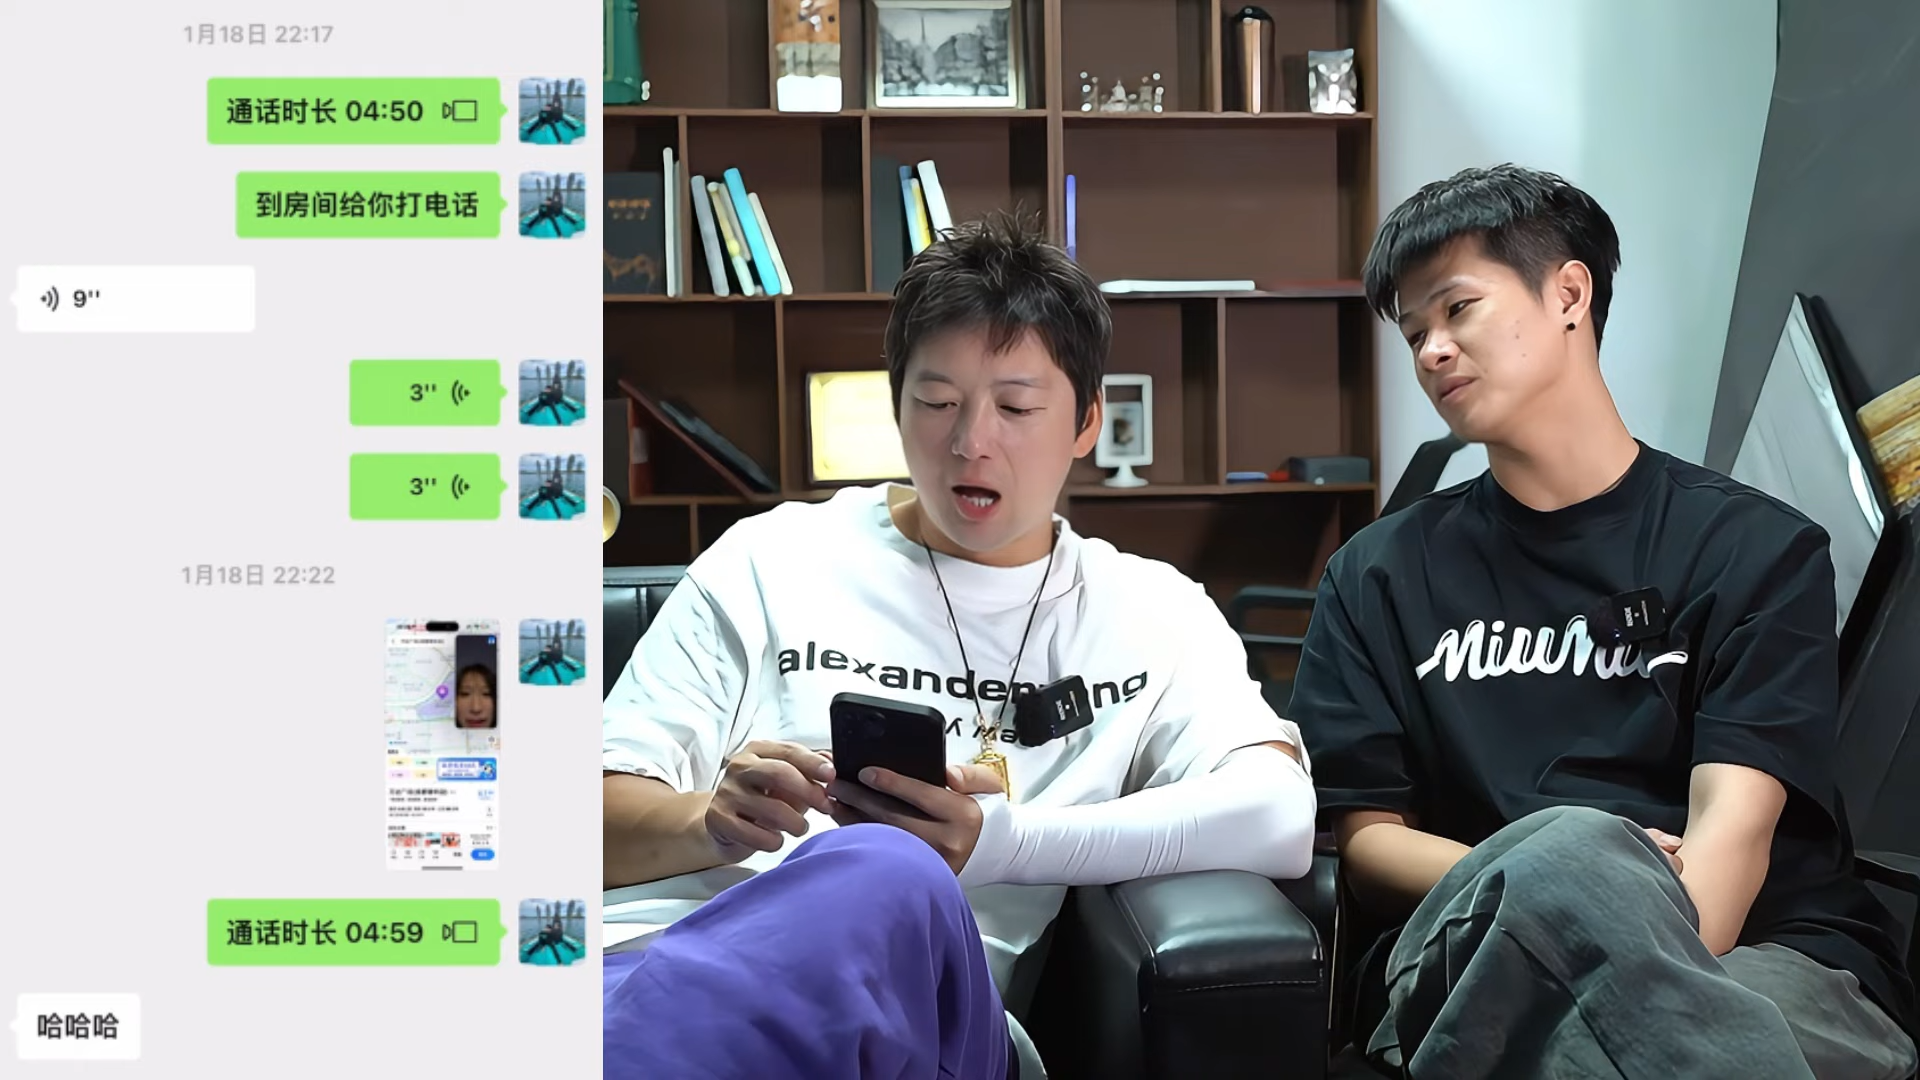 1月18日 22:17
通话时长 04:50
到房间给你打电话
9''
3''
3''
1月18日 22:22
通话时长 04:59
哈哈哈
alexanderwang
miumiu